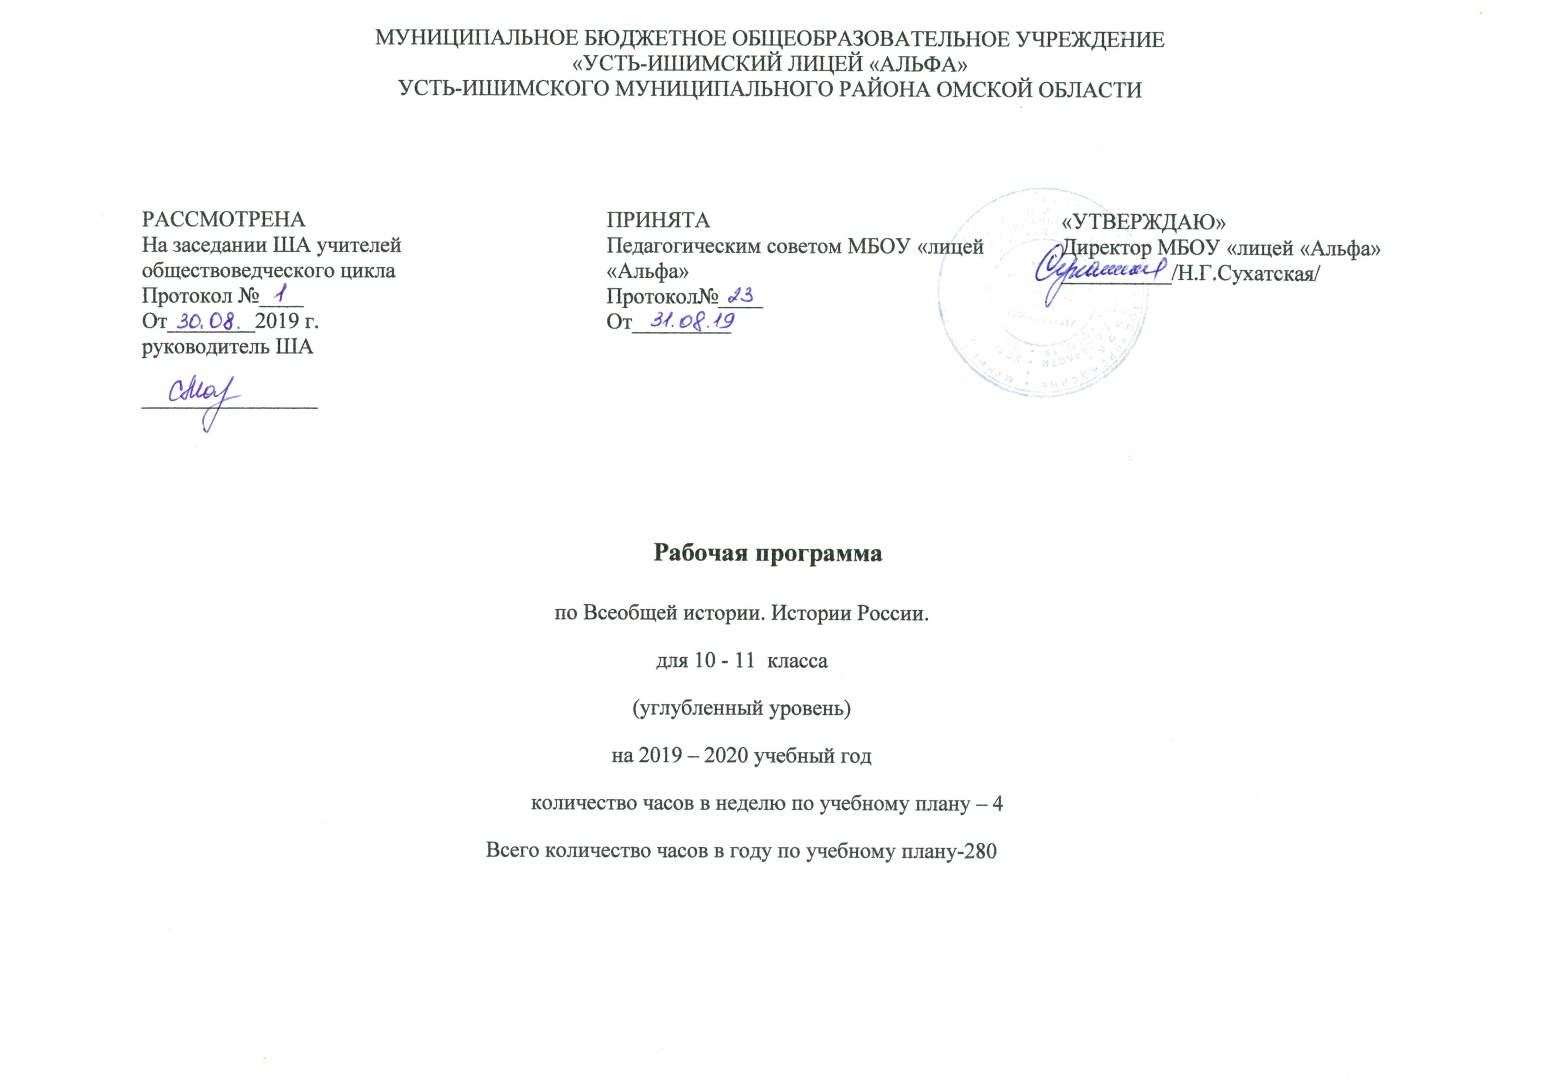 МУНИЦИПАЛЬНОЕ БЮДЖЕТНОЕ ОБЩЕОБРАЗОВАТЕЛЬНОЕ УЧРЕЖДЕНИЕ
«УСТЬ-ИШИМСКИЙ ЛИЦЕЙ «АЛЬФА»
УСТЬ-ИШИМСКОГО МУНИЦИПАЛЬНОГО РАЙОНА ОМСКОЙ ОБЛАСТИ
РАССМОТРЕНА
На заседании ША учителей
обществоведческого цикла
Протокол № 1
От 30.08. 2019 г.
руководитель ША
ПРИНЯТА
Педагогическим советом МБОУ «лицей
«Альфа»
Протокол№ 23
От 31.08.19
«УТВЕРЖДАЮ»
Директор МБОУ «лицей «Альфа»
/Н.Г.Сухатская/
Рабочая программа
по Всеобщей истории. Истории России.
для 10 - 11 класса
(углубленный уровень)
на 2019 – 2020 учебный год
количество часов в неделю по учебному плану – 4
Всего количество часов в году по учебному плану-280